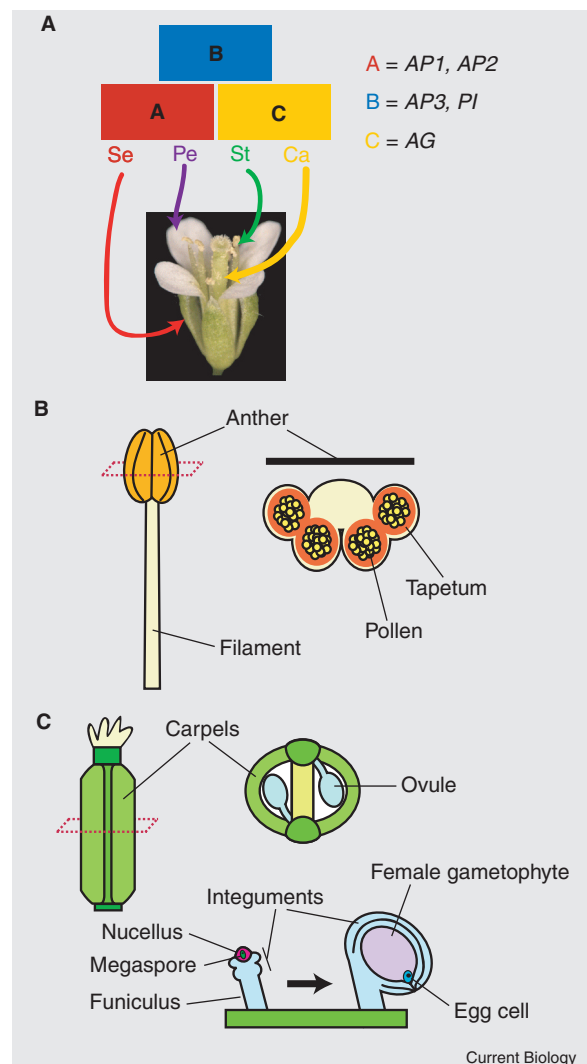 A
B
A = AP1, AP2
A
C
B = AP3, PI
C = AG
Se Pe St Ca
B
Anther
Tapetum
Pollen
Filament
C
Carpels
Ovule
Female gametophyte
Integuments
Nucellus
Megaspore
Funiculus
Egg cell
Current Biology